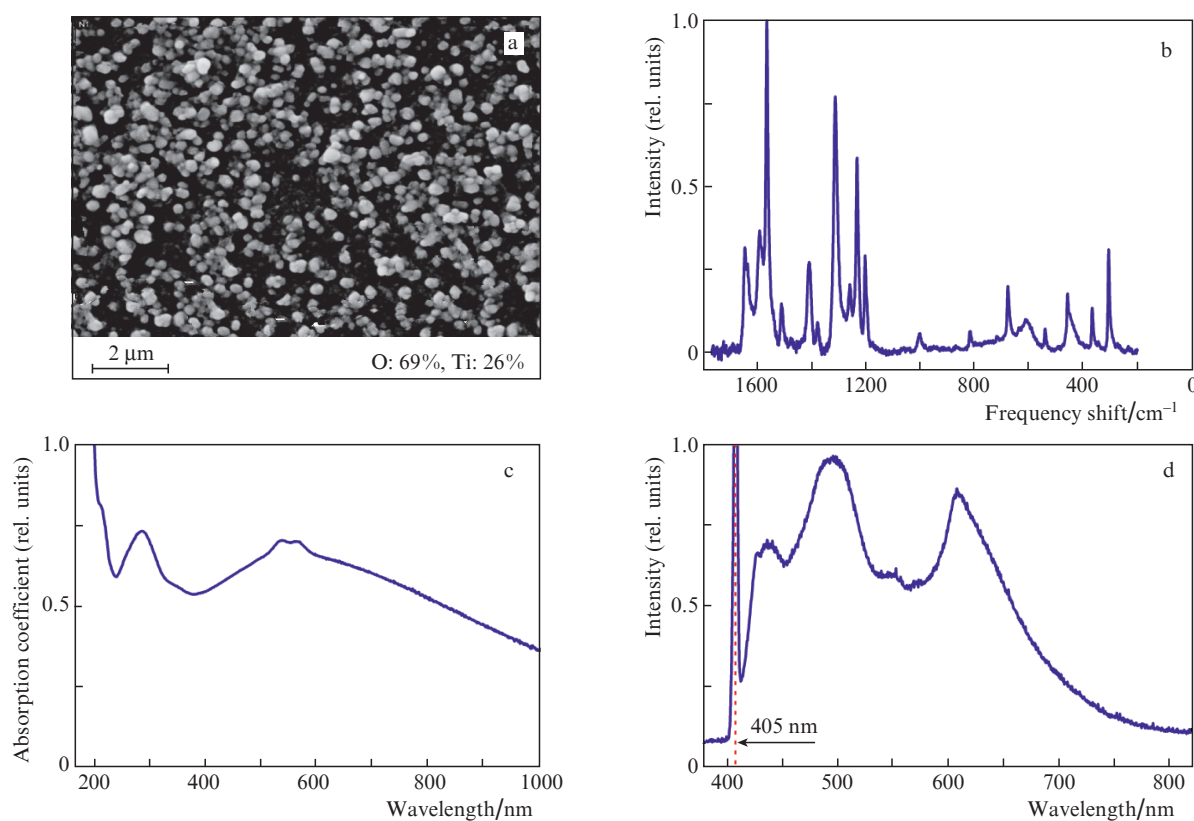 a
2 µm
O: 69%, Ti: 26%
b
Intensity (rel. units)
1.0
0.5
0
1600 1200 800 400 0
Frequency shift/cm⁻¹
c
Absorption coefficient (rel. units)
1.0
0.5
0
200 400 600 800 1000
Wavelength/nm
d
Intensity (rel. units)
1.0
0.5
0
405 nm
400 500 600 700 800
Wavelength/nm